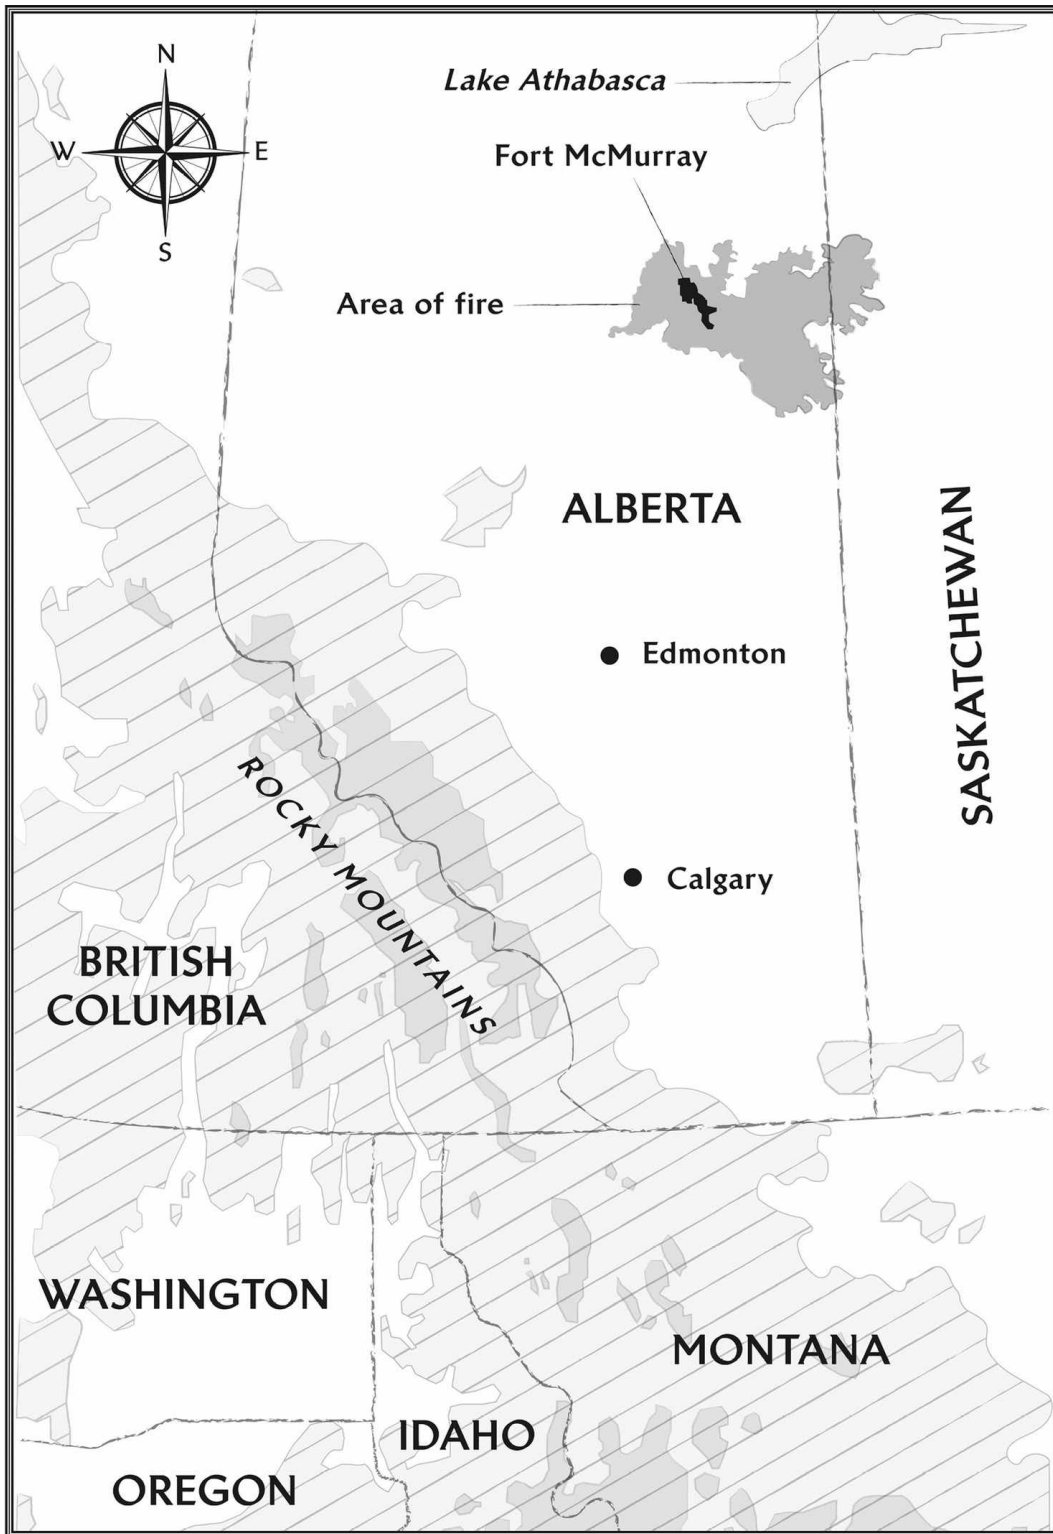 N
Lake Athabasca
W
E
Fort McMurray
S
Area of fire
ALBERTA
SASKATCHEWAN
Edmonton
ROCKY MOUNTAINS
Calgary
BRITISH
COLUMBIA
WASHINGTON
MONTANA
IDAHO
OREGON